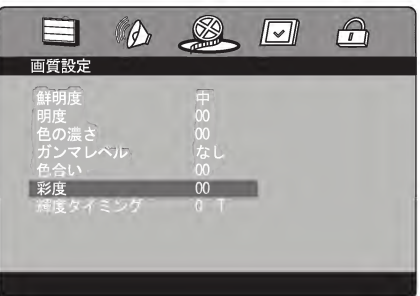 画質設定
鮮明度 中
明度 00
色の濃さ 00
ガンマレベル なし
色合い 00
彩度 00
輝度タイミング 0 T